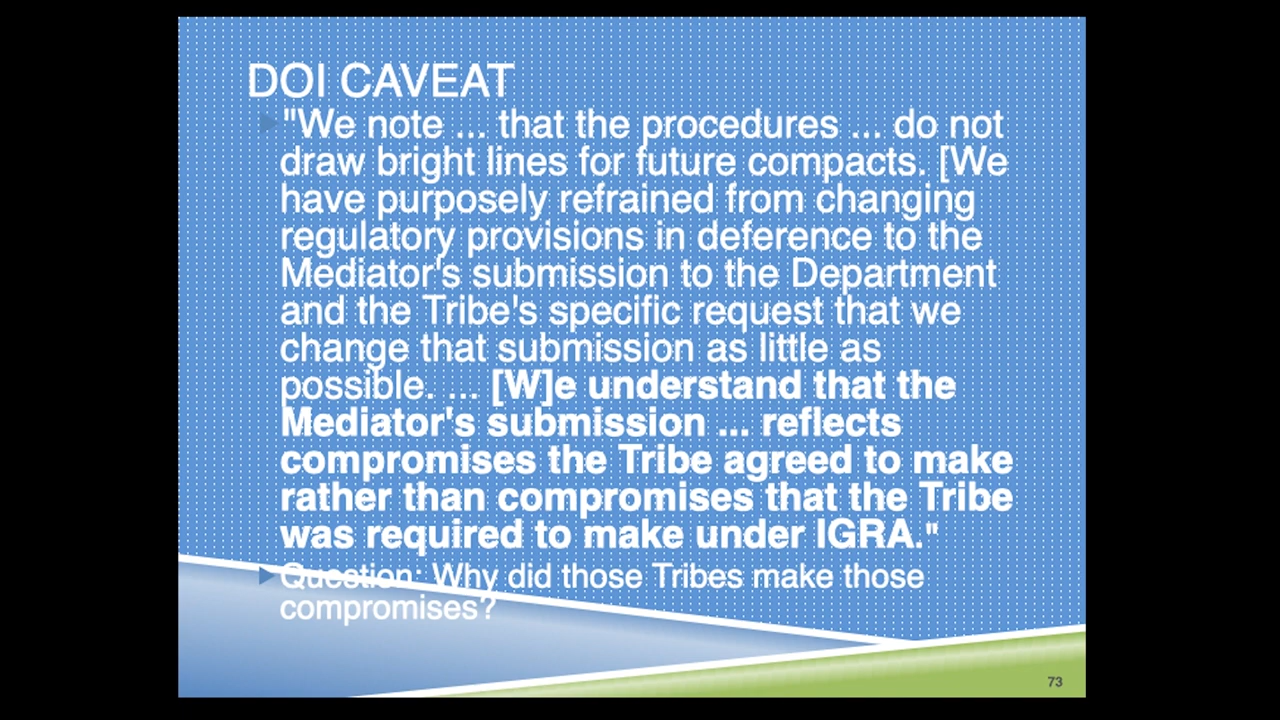 DOI CAVEAT
"We note ... that the procedures ... do not
draw bright lines for future compacts. [We
have purposely refrained from changing
regulatory provisions in deference to the
Mediator's submission to the Department
and the Tribe's specific request that we
change that submission as little as
possible. ... [W]e understand that the
Mediator's submission ... reflects
compromises the Tribe agreed to make
rather than compromises that the Tribe
was required to make under IGRA."
Question: Why did those Tribes make those
compromises?
73